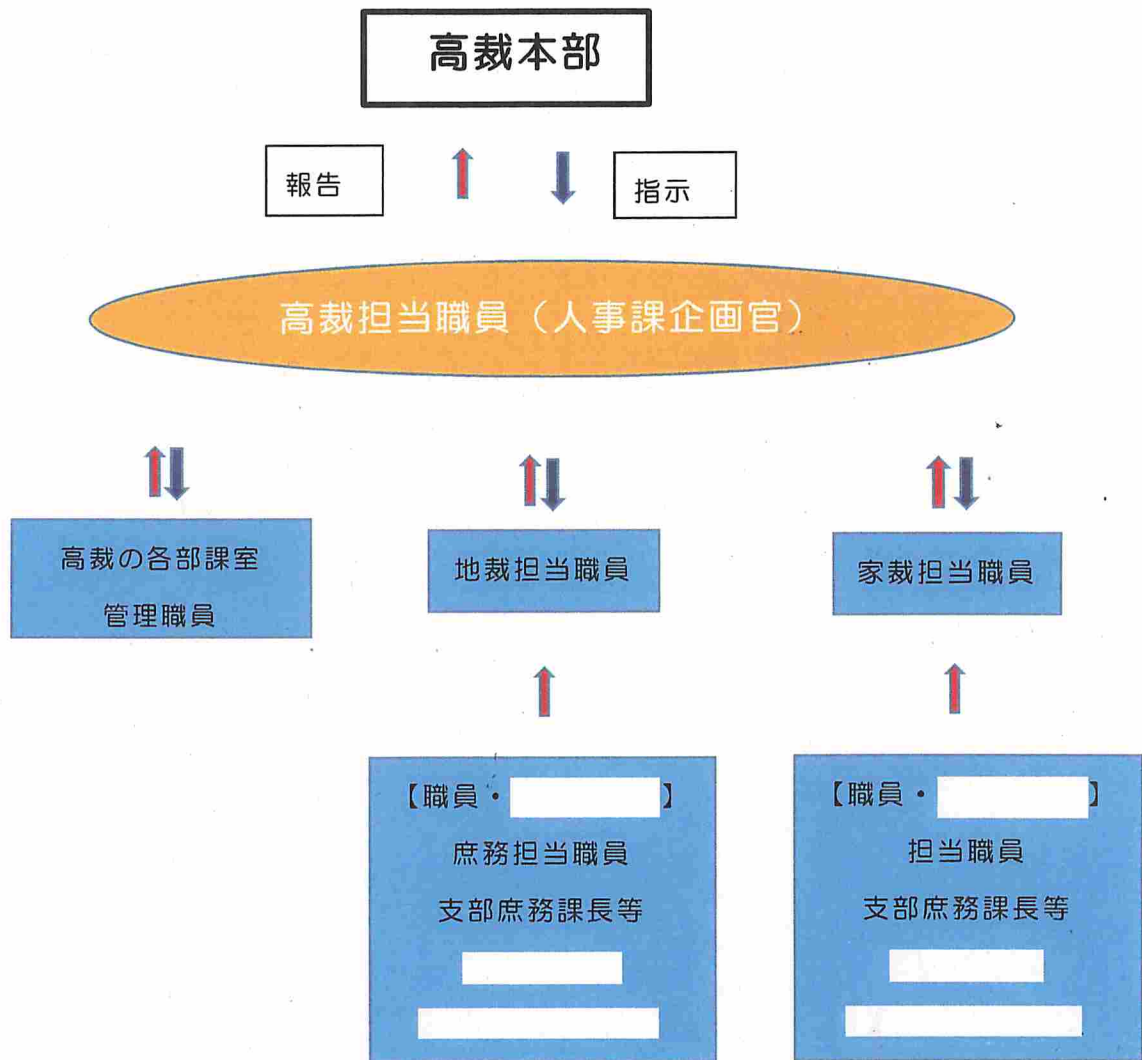 高裁本部
報告
指示
高裁担当職員（人事課企画官）
高裁の各部課室
管理職員
地裁担当職員
家裁担当職員
【職員・】
庶務担当職員
支部庶務課長等
【職員・】
担当職員
支部庶務課長等